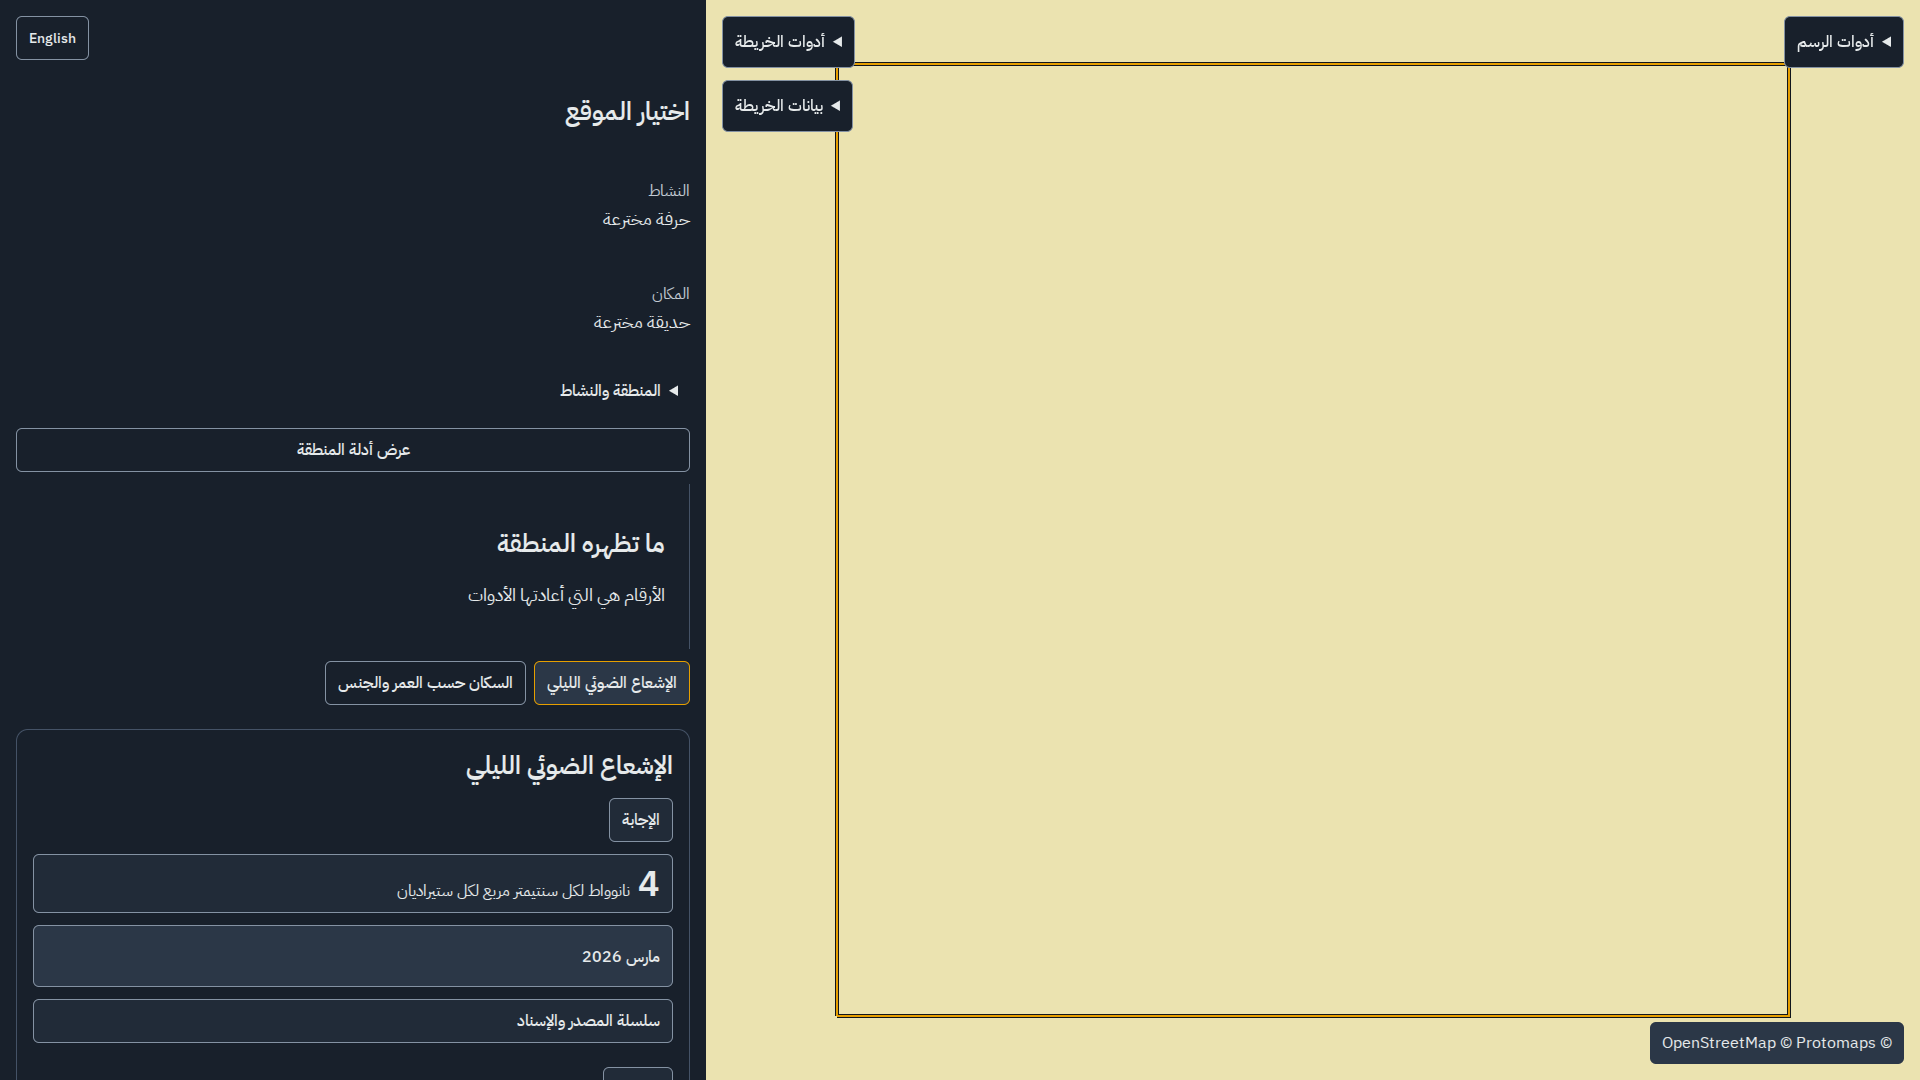 English
اختيار الموقع
النشاط
حرفة مخترعة
المكان
حديقة مخترعة
المنطقة والنشاط
عرض أدلة المنطقة
ما تظهره المنطقة
الأرقام هي التي أعادتها الأدوات
الإشعاع الضوئي الليلي
السكان حسب العمر والجنس
الإشعاع الضوئي الليلي
الإجابة
4 نانوواط لكل سنتيمتر مربع لكل ستيراديان
مارس 2026
سلسلة المصدر والإسناد
أدوات الرسم
أدوات الخريطة
بيانات الخريطة
OpenStreetMap © Protomaps ©